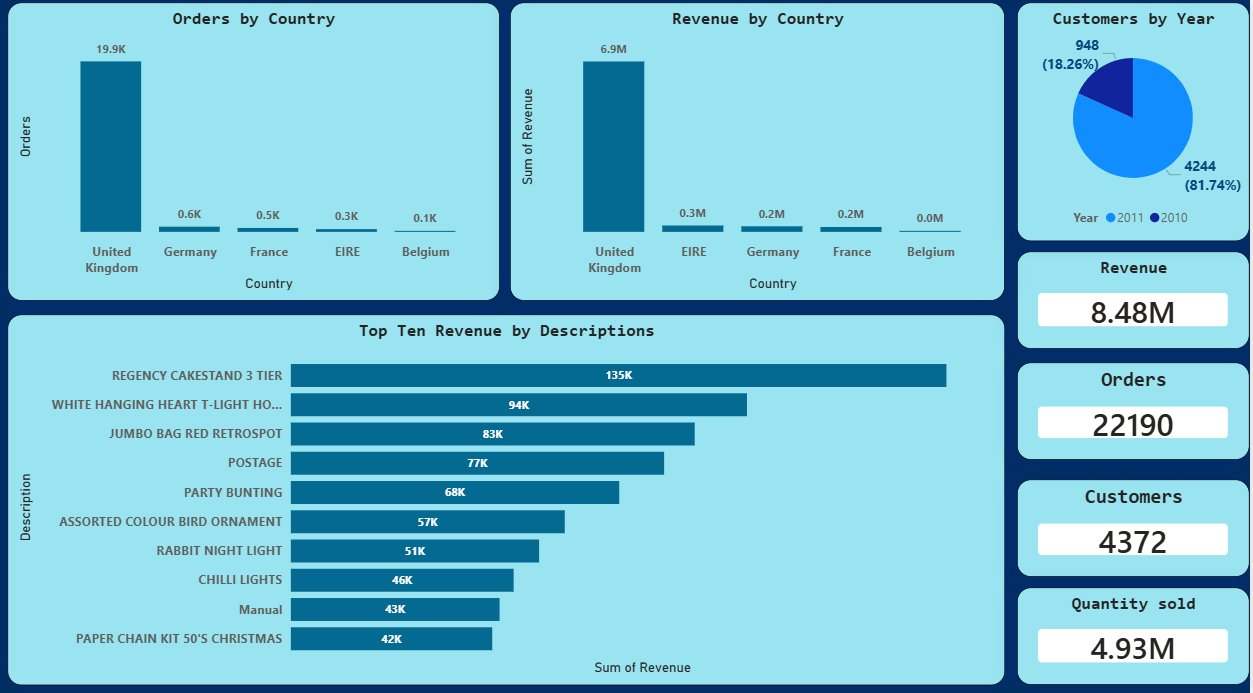 Orders by Country
19.9K
0.6K
0.5K
0.3K
0.1K
Orders
United
Kingdom
Germany
France
EIRE
Belgium
Country
Revenue by Country
6.9M
0.3M
0.2M
0.2M
0.0M
Sum of Revenue
United
Kingdom
EIRE
Germany
France
Belgium
Country
Customers by Year
948
(18.26%)
4244
(81.74%)
Year 2011 2010
Revenue
8.48M
Orders
22190
Customers
4372
Quantity sold
4.93M
Top Ten Revenue by Descriptions
Description
REGENCY CAKESTAND 3 TIER 135K
WHITE HANGING HEART T-LIGHT HO... 94K
JUMBO BAG RED RETROSPOT 83K
POSTAGE 77K
PARTY BUNTING 68K
ASSORTED COLOUR BIRD ORNAMENT 57K
RABBIT NIGHT LIGHT 51K
CHILLI LIGHTS 46K
Manual 43K
PAPER CHAIN KIT 50'S CHRISTMAS 42K
Sum of Revenue